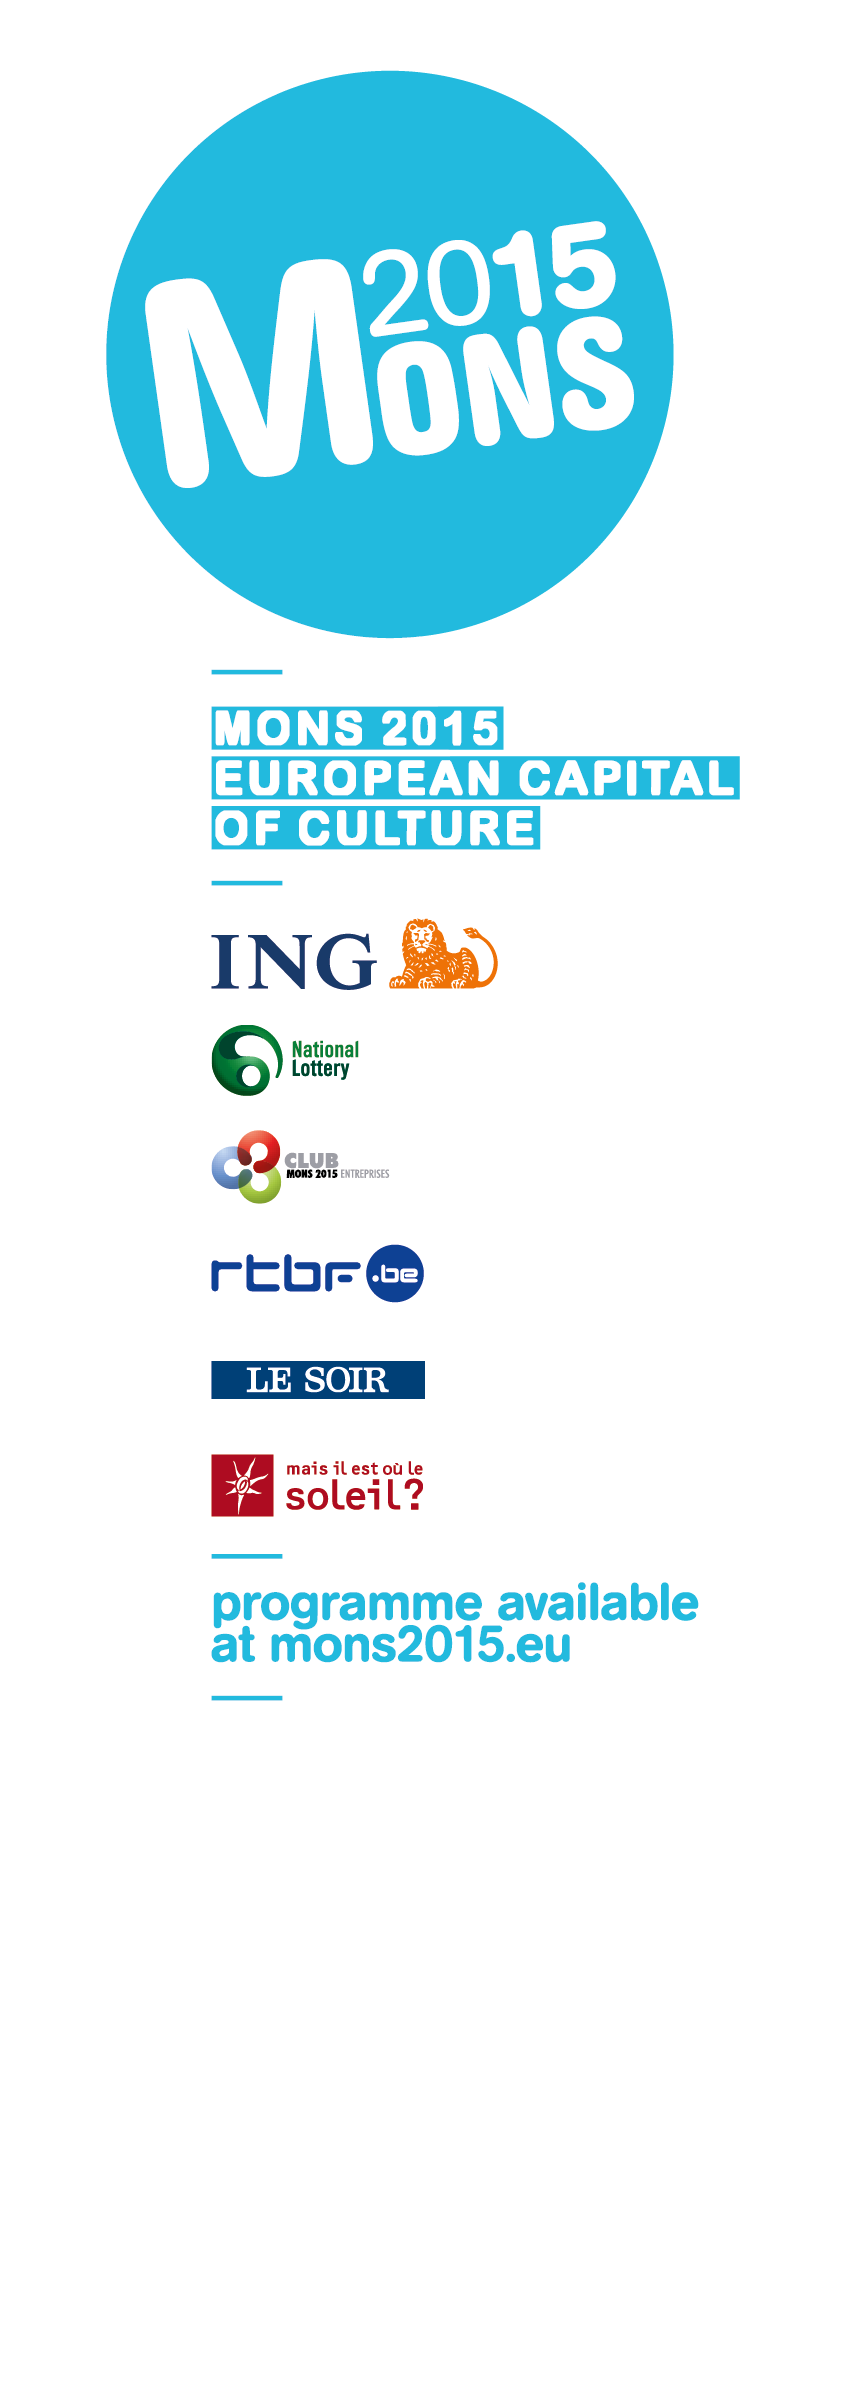 2015
MONS
MONS 2015
EUROPEAN CAPITAL
OF CULTURE
ING
National
Lottery
CLUB
MONS 2015 ENTREPRISES
rtbf.be
LE SOIR
mais il est où le
soleil?
programme available
at mons2015.eu